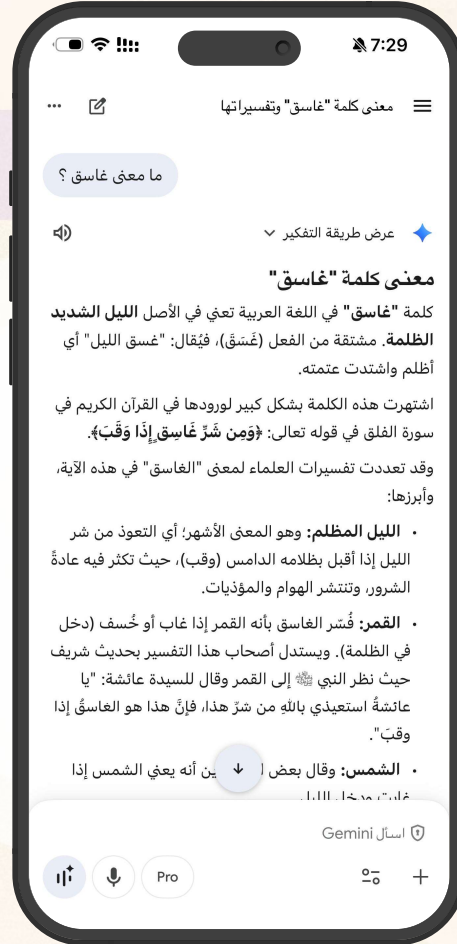 7:29
معنى كلمة "غاسق" وتفسيراتها
ما معنى غاسق ؟
عرض طريقة التفكير
معنى كلمة "غاسق"
كلمة "غاسق" في اللغة العربية تعني في الأصل الليل الشديد
الظلمة. مشتقة من الفعل (غَسَقَ)، فيُقال: "غسق الليل" أي
أظلم واشتدت عتمته.
اشتهرت هذه الكلمة بشكل كبير لورودها في القرآن الكريم في
سورة الفلق في قوله تعالى: ﴿وَمِن شَرِّ غَاسِقٍ إِذَا وَقَبَ﴾.
وقد تعددت تفسيرات العلماء لمعنى "الغاسق" في هذه الآية،
وأبرزها:
• الليل المظلم: وهو المعنى الأشهر؛ أي التعوذ من شر
الليل إذا أقبل بظلامه الدامس (وقب)، حيث تكثر فيه عادةً
الشرور، وتنتشر الهوام والمؤذيات.
• القمر: فُسّر الغاسق بأنه القمر إذا غاب أو خُسف (دخل
في الظلمة). ويستدل أصحاب هذا التفسير بحديث شريف
حيث نظر النبي ﷺ إلى القمر وقال للسيدة عائشة: "يا
عائشةُ استعيذي باللهِ من شرِّ هذا، فإنَّ هذا هو الغاسقُ إذا
وقبَ".
• الشمس: وقال بعض أنه يعني الشمس إذا
غابت ودخل الليل
اسأل Gemini
Pro